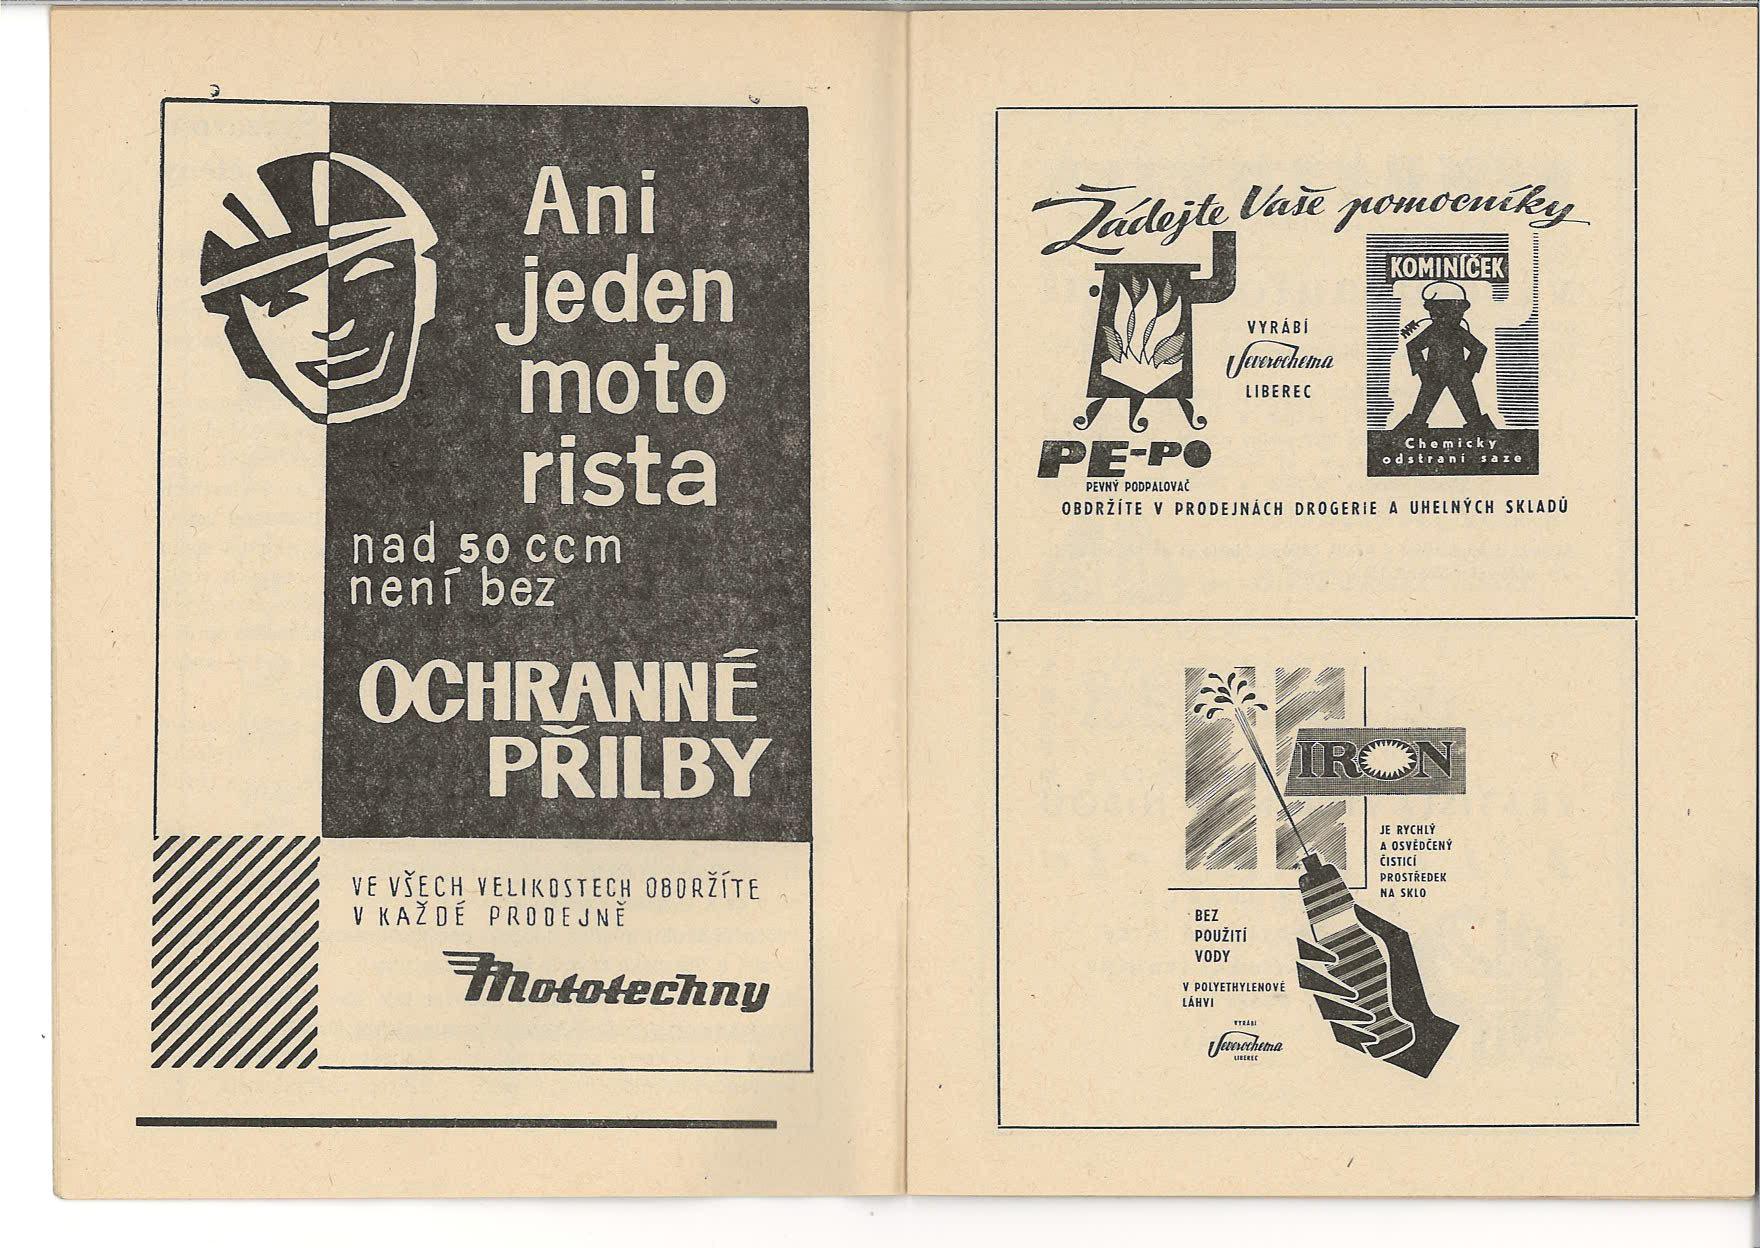 Ani
jeden
moto
rista
nad 50 ccm
není bez
OCHRANNÉ
PŘILBY
VE VŠECH VELIKOSTECH OBDRŽÍTE
V KAŽDÉ PRODEJNĚ
Mototechny
Žádejte Vaše pomocníky
KOMINÍČEK
VYRÁBÍ
Severochema
LIBEREC
Chemicky
odstraní saze
PE-PO
PEVNÝ PODPALOVAČ
OBDRŽÍTE V PRODEJNÁCH DROGERIE A UHELNÝCH SKLADŮ
IRON
JE RYCHLÝ
A OSVĚDČENÝ
ČISTICÍ
PROSTŘEDEK
NA SKLO
BEZ
POUŽITÍ
VODY
V POLYETHYLENOVÉ
LÁHVI
VYRÁBÍ
Severochema
LIBEREC